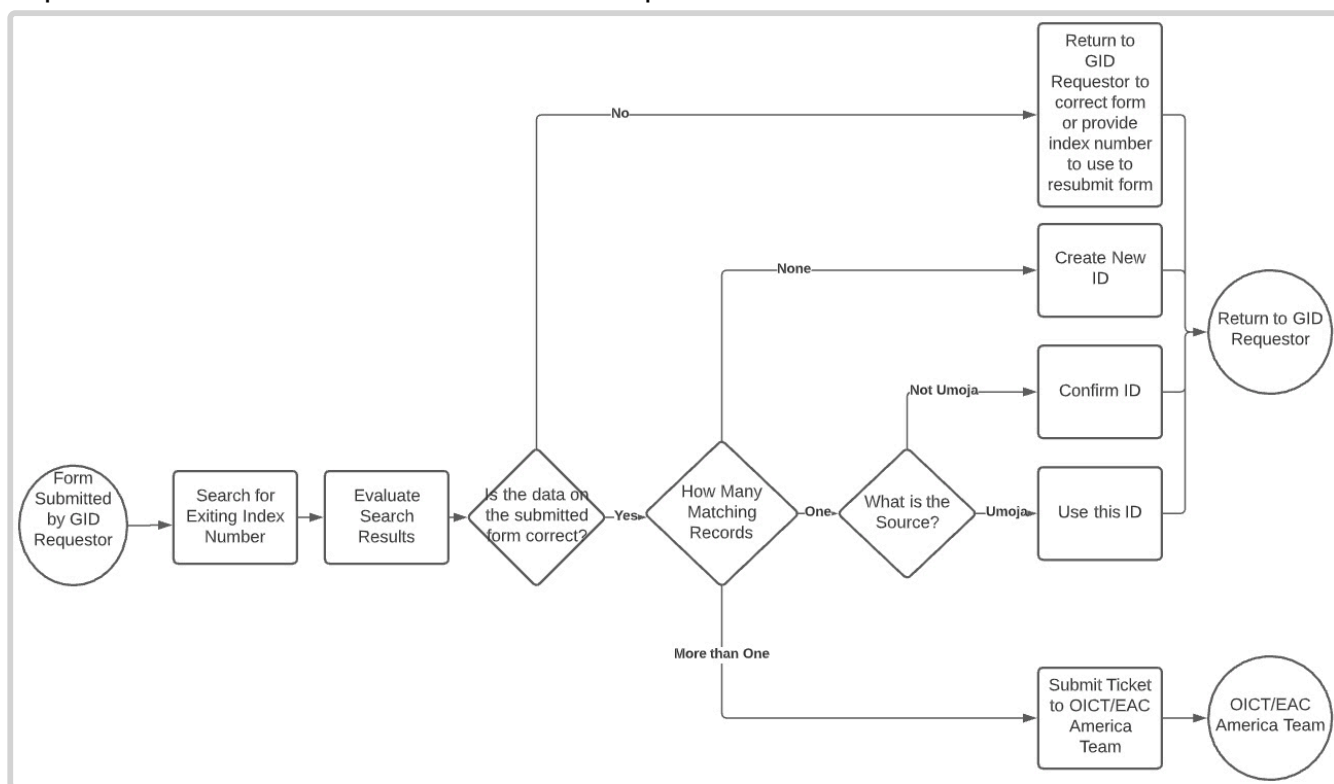 Return to
GID
Requestor to
correct form
or provide
index number
to use to
resubmit form
No
Create New
ID
None
Return to GID
Requestor
Confirm ID
Not Umoja
Form
Submitted
by GID
Requestor
Search for
Exiting Index
Number
Evaluate
Search
Results
Is the data on
the submitted
form correct?
Yes
How Many
Matching
Records
One
What is the
Source?
Umoja
Use this ID
More than One
Submit Ticket
to OICT/EAC
America
Team
OICT/EAC
America Team